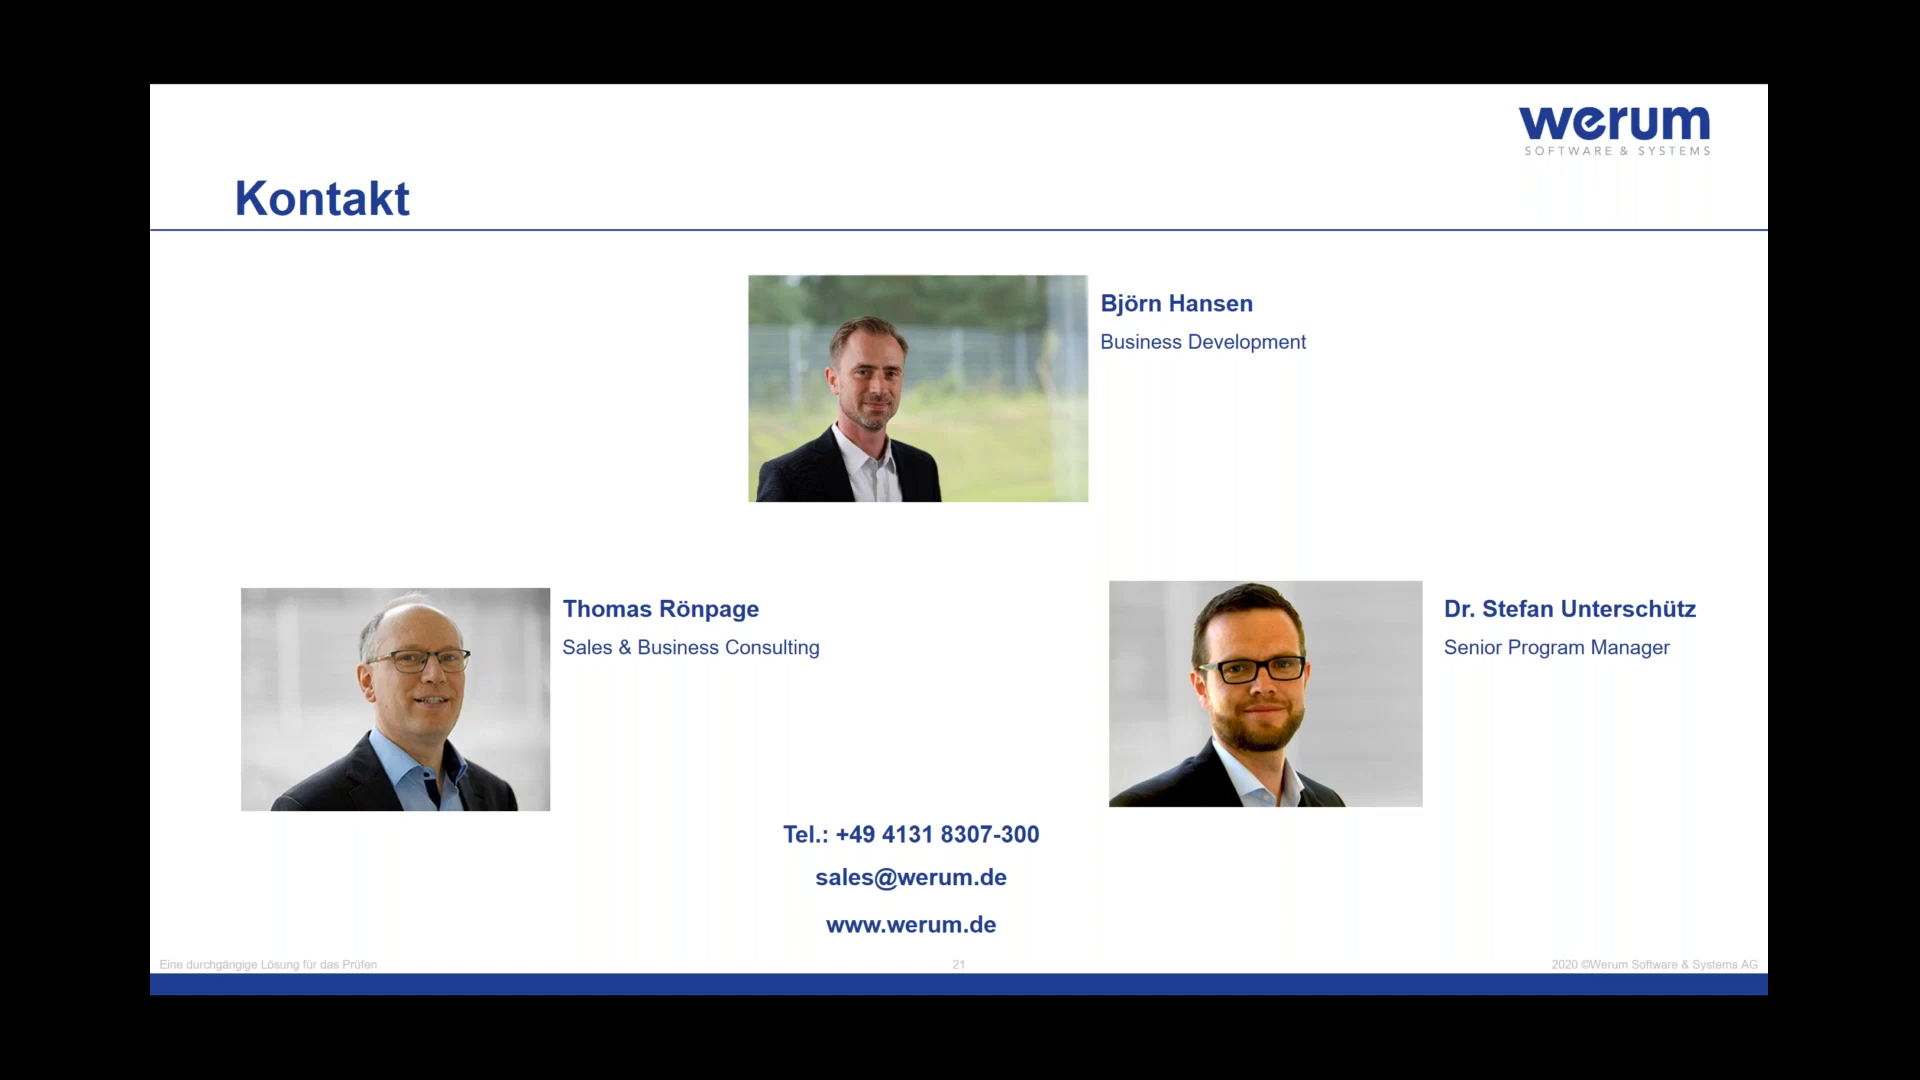 werum
SOFTWARE & SYSTEMS
Kontakt
Björn Hansen
Business Development
Thomas Rönpage
Sales & Business Consulting
Dr. Stefan Unterschütz
Senior Program Manager
Tel.: +49 4131 8307-300
sales@werum.de
www.werum.de
Eine durchgängige Lösung für das Prüfen
21
2020 ©Werum Software & Systems AG